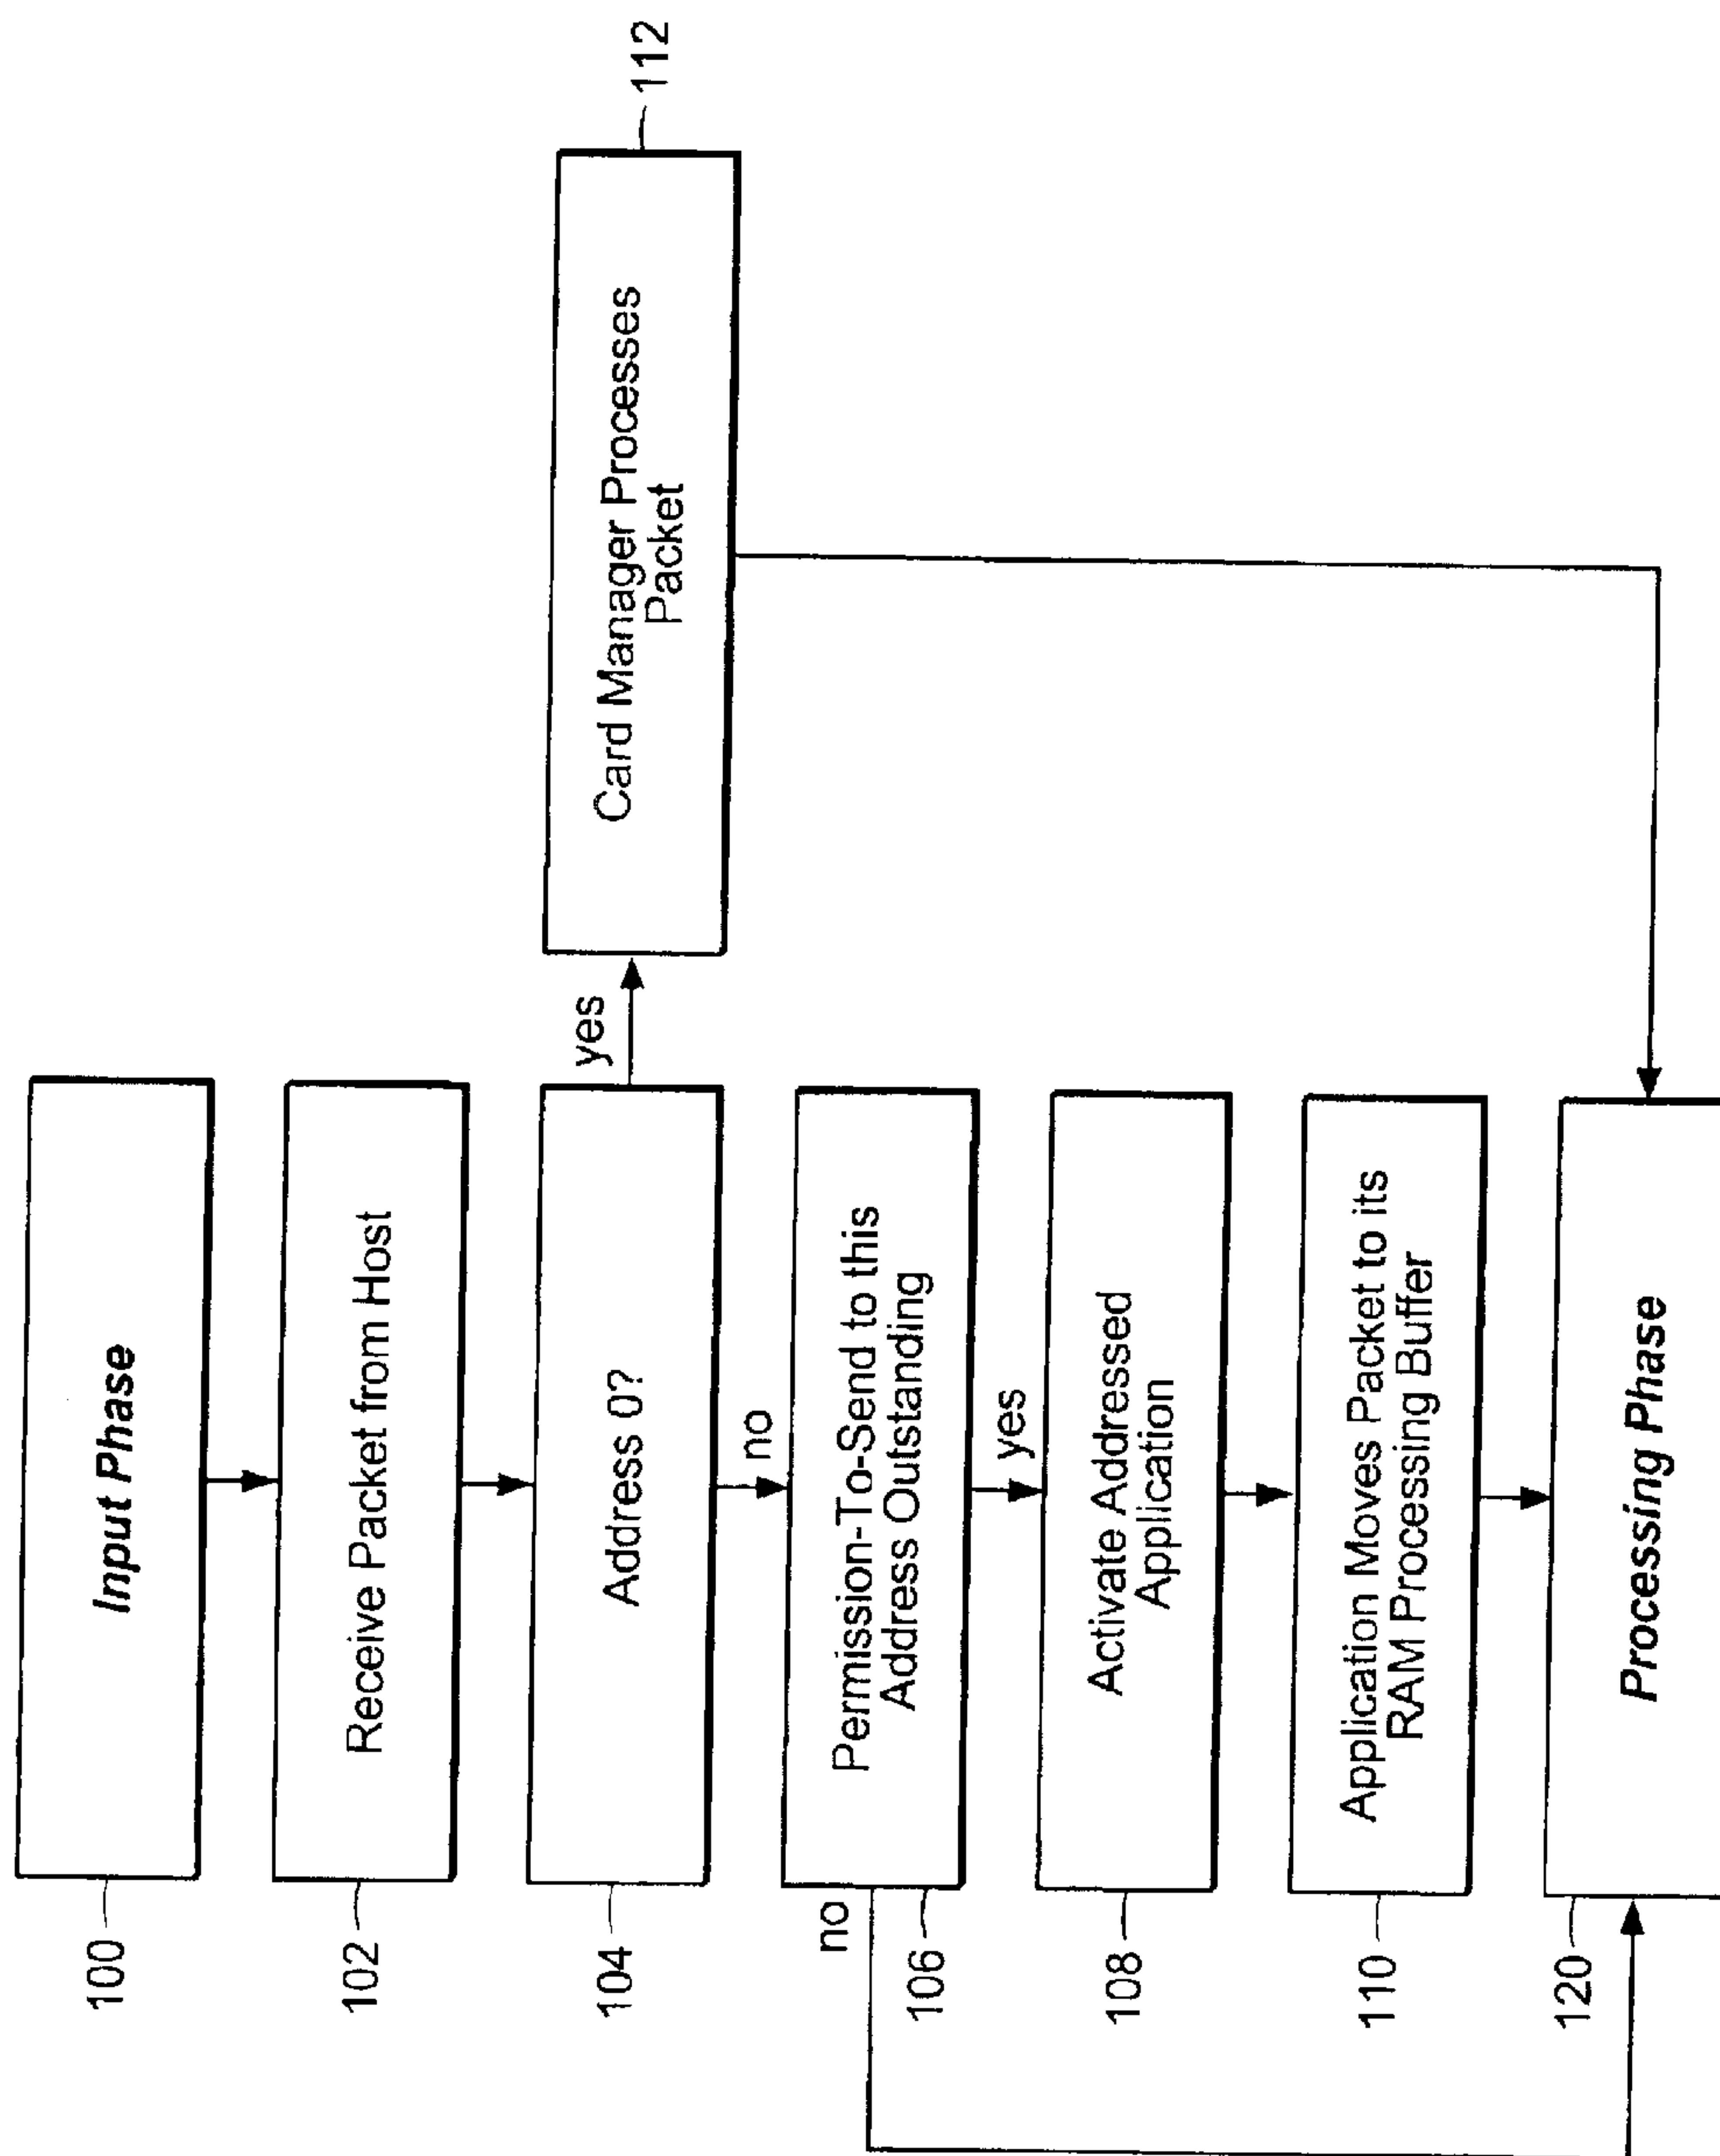 Input Phase
100
Receive Packet from Host
102
Address 0?
104
yes
Card Manager Processes
Packet
112
no
Permission-To-Send to this
Address Outstanding
106
no
yes
Activate Addressed
Application
108
Application Moves Packet to its
RAM Processing Buffer
110
Processing Phase
120